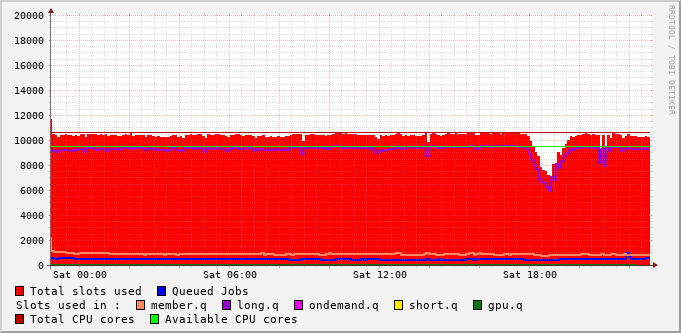 20000
18000
16000
14000
12000
10000
8000
6000
4000
2000
0
Sat 00:00 Sat 06:00 Sat 12:00 Sat 18:00
RRDTOOL / TOBI OETIKER
Total slots used Queued Jobs
Slots used in : member.q long.q ondemand.q short.q gpu.q
Total CPU cores Available CPU cores